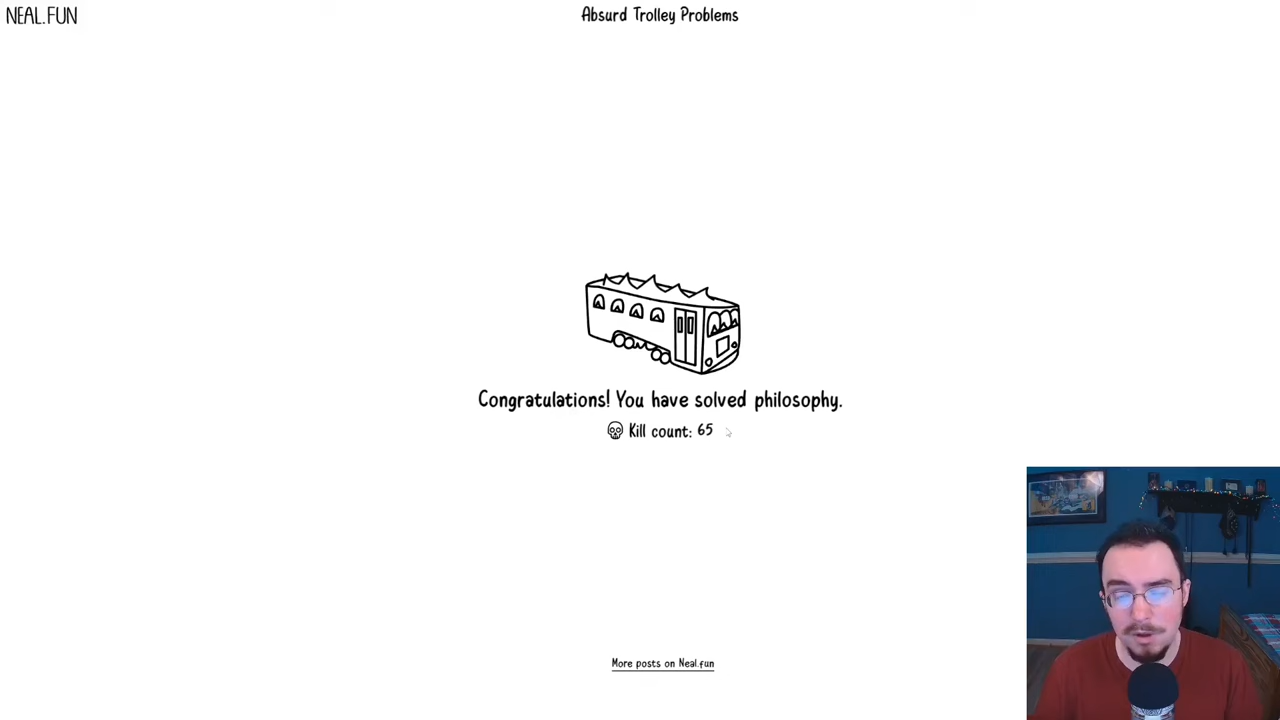 NEAL.FUN
Absurd Trolley Problems
Congratulations! You have solved philosophy.
Kill count: 65
More posts on Neal.fun